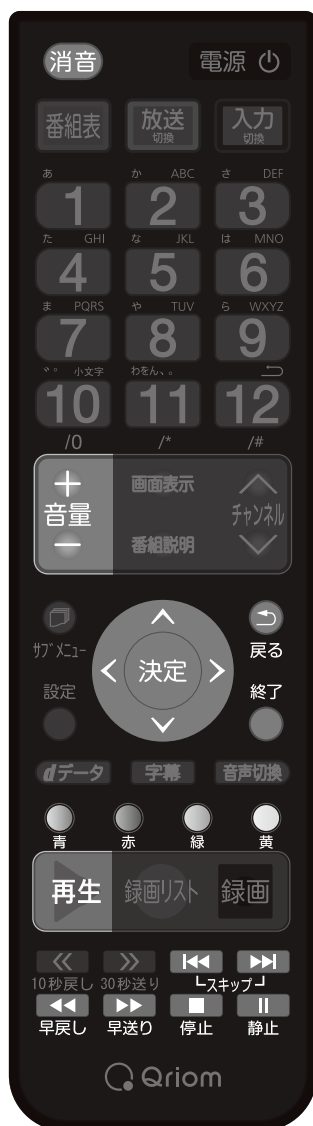 消音 電源
番組表 放送切換 入力切換
あ か ABC さ DEF
1 2 3
た GHI な JKL は MNO
4 5 6
ま PQRS や TUV ら WXYZ
7 8 9
゛゜ 小文字 わをん、。
10 11 12
/0 /* /#
+ 画面表示
音量 チャンネル
− 番組説明
サブメニュー 決定 戻る
設定 終了
dデータ 字幕 音声切換
青 赤 緑 黄
再生 録画リスト 録画
10秒戻し 30秒送り スキップ
早戻し 早送り 停止 静止
Qriom